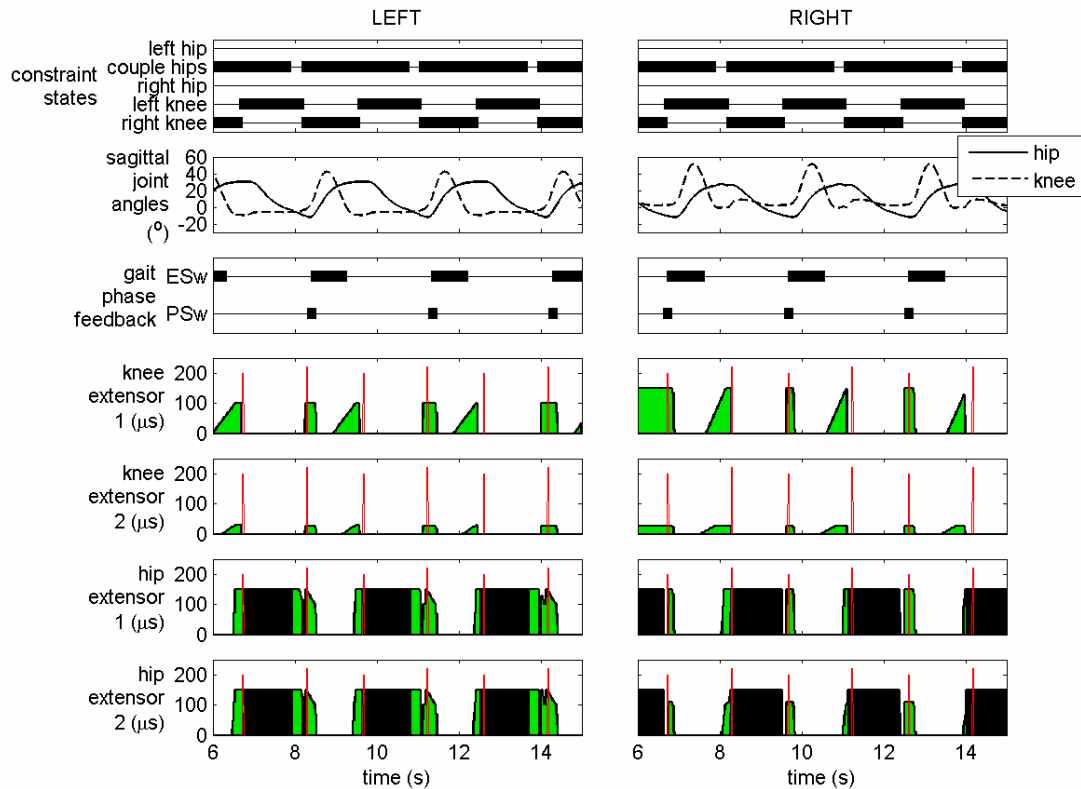 LEFT
RIGHT
constraint
states
left hip
couple hips
right hip
left knee
right knee
sagittal
joint
angles
(°)
60
40
20
0
-20
hip
knee
gait
phase
feedback
ESw
PSw
knee
extensor
1 (μs)
200
100
0
knee
extensor
2 (μs)
200
100
0
hip
extensor
1 (μs)
200
100
0
hip
extensor
2 (μs)
200
100
0
6 8 10 12 14
6 8 10 12 14
time (s)
time (s)